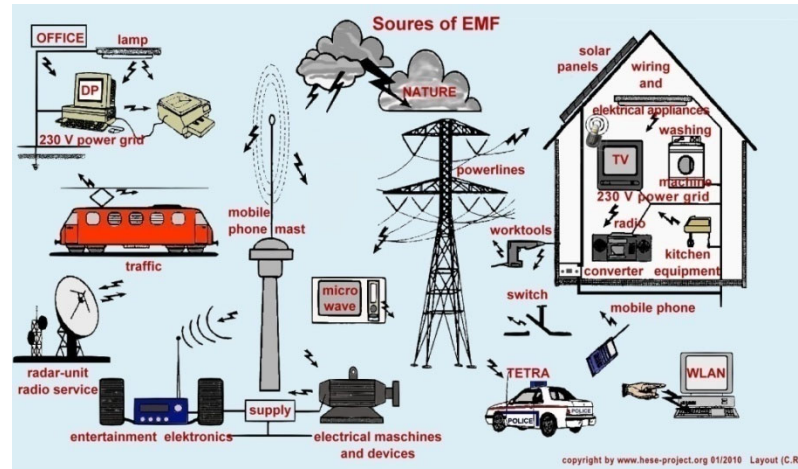 Soures of EMF
OFFICE
lamp
DP
230 V power grid
NATURE
solar
panels
wiring
and
elektrical appliances
washing
machine
TV
230 V power grid
radio
converter
kitchen
equipment
powerlines
mobile
phone mast
traffic
micro
wave
worktools
switch
mobile phone
radar-unit
radio service
TETRA
POLICE
POLICE
WLAN
supply
entertainment elektronics
electrical maschines
and devices
copyright by www.hese-project.org 01/2010 Layout (C.R